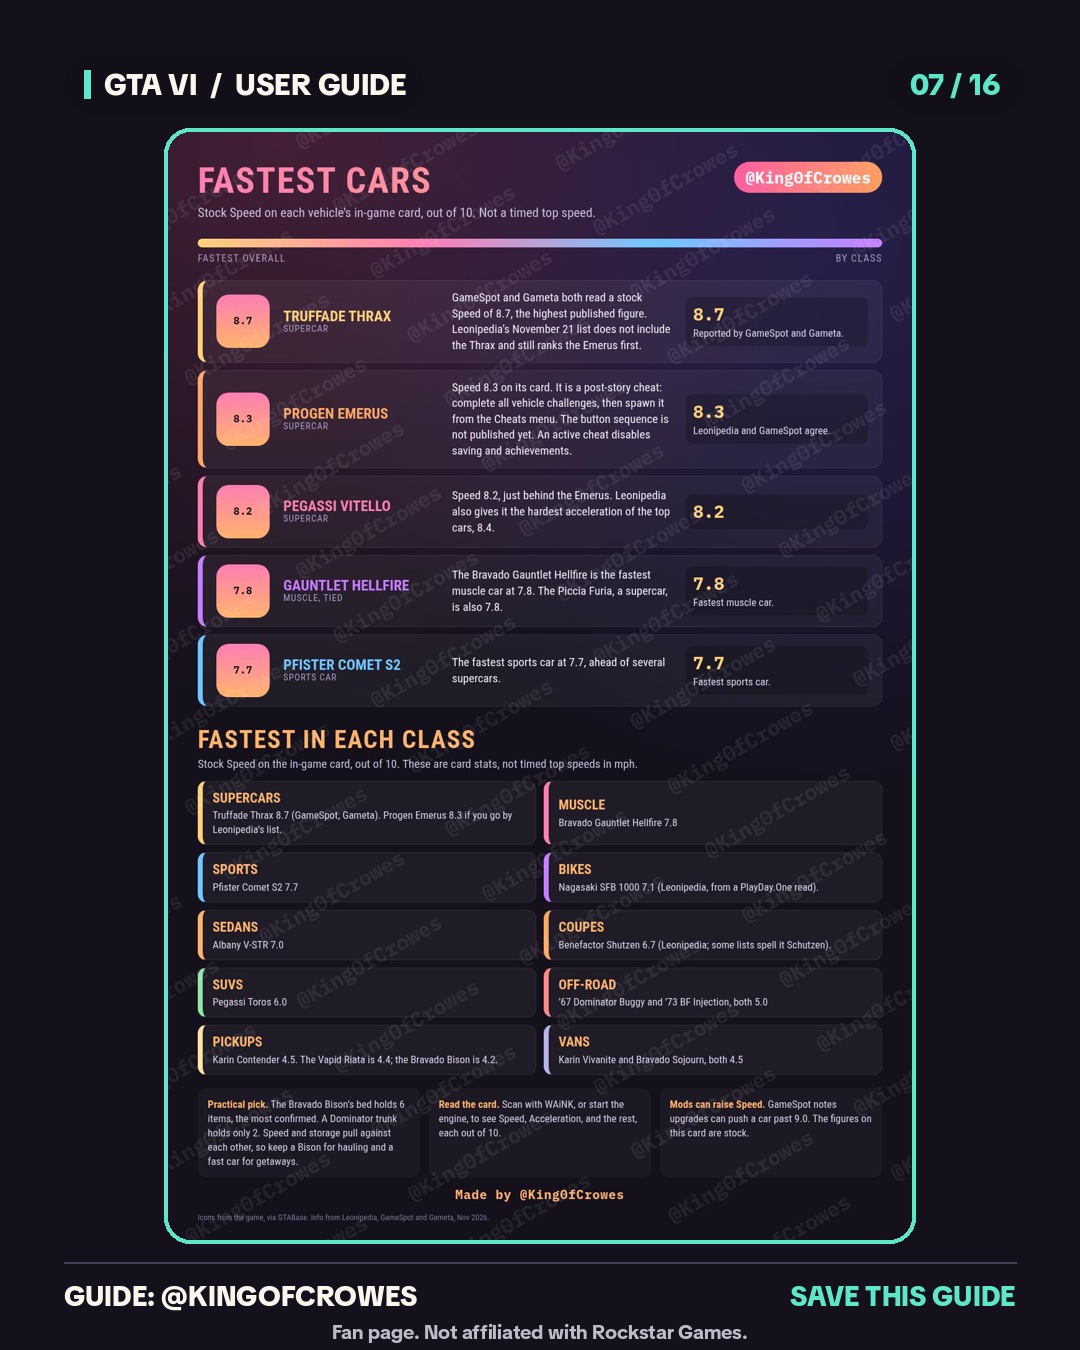 GTA VI / USER GUIDE
07 / 16
FASTEST CARS
@KingOfCrowes
Stock Speed on each vehicle's in-game card, out of 10. Not a timed top speed.
FASTEST OVERALL
BY CLASS
8.7
TRUFFADE THRAX
SUPERCAR
GameSpot and Gameta both read a stock
Speed of 8.7, the highest published figure.
Leonipedia's November 21 list does not include
the Thrax and still ranks the Emerus first.
8.7
Reported by GameSpot and Gameta.
8.3
PROGEN EMERUS
SUPERCAR
Speed 8.3 on its card. It is a post-story cheat:
complete all vehicle challenges, then spawn it
from the Cheats menu. The button sequence is
not published yet. An active cheat disables
saving and achievements.
8.3
Leonipedia and GameSpot agree.
8.2
PEGASSI VITELLO
SUPERCAR
Speed 8.2, just behind the Emerus. Leonipedia
also gives it the hardest acceleration of the top
cars, 8.4.
8.2
7.8
GAUNTLET HELLFIRE
MUSCLE, TIED
The Bravado Gauntlet Hellfire is the fastest
muscle car at 7.8. The Piccia Furia, a supercar,
is also 7.8.
7.8
Fastest muscle car.
7.7
PFISTER COMET S2
SPORTS CAR
The fastest sports car at 7.7, ahead of several
supercars.
7.7
Fastest sports car.
FASTEST IN EACH CLASS
Stock Speed on the in-game card, out of 10. These are card stats, not timed top speeds in mph.
SUPERCARS
Truffade Thrax 8.7 (GameSpot, Gameta). Progen Emerus 8.3 if you go by
Leonipedia's list.
MUSCLE
Bravado Gauntlet Hellfire 7.8
SPORTS
Pfister Comet S2 7.7
BIKES
Nagasaki SFB 1000 7.1 (Leonipedia, from a PlayDay.One read).
SEDANS
Albany V-STR 7.0
COUPES
Benefactor Shutzen 6.7 (Leonipedia; some lists spell it Schutzen).
SUVS
Pegassi Toros 6.0
OFF-ROAD
'67 Dominator Buggy and '73 BF Injection, both 5.0
PICKUPS
Karin Contender 4.5. The Vapid Riata is 4.4; the Bravado Bison is 4.2.
VANS
Karin Vivanite and Bravado Sojourn, both 4.5
Practical pick. The Bravado Bison's bed holds 6
items, the most confirmed. A Dominator trunk
holds only 2. Speed and storage pull against
each other, so keep a Bison for hauling and a
fast car for getaways.
Read the card. Scan with WAiNK, or start the
engine, to see Speed, Acceleration, and the rest,
each out of 10.
Mods can raise Speed. GameSpot notes
upgrades can push a car past 9.0. The figures on
this card are stock.
Made by @KingOfCrowes
Icons from the game, via GTABase. Info from Leonipedia, GameSpot and Gameta, Nov 2026.
GUIDE: @KINGOFCROWES
SAVE THIS GUIDE
Fan page. Not affiliated with Rockstar Games.